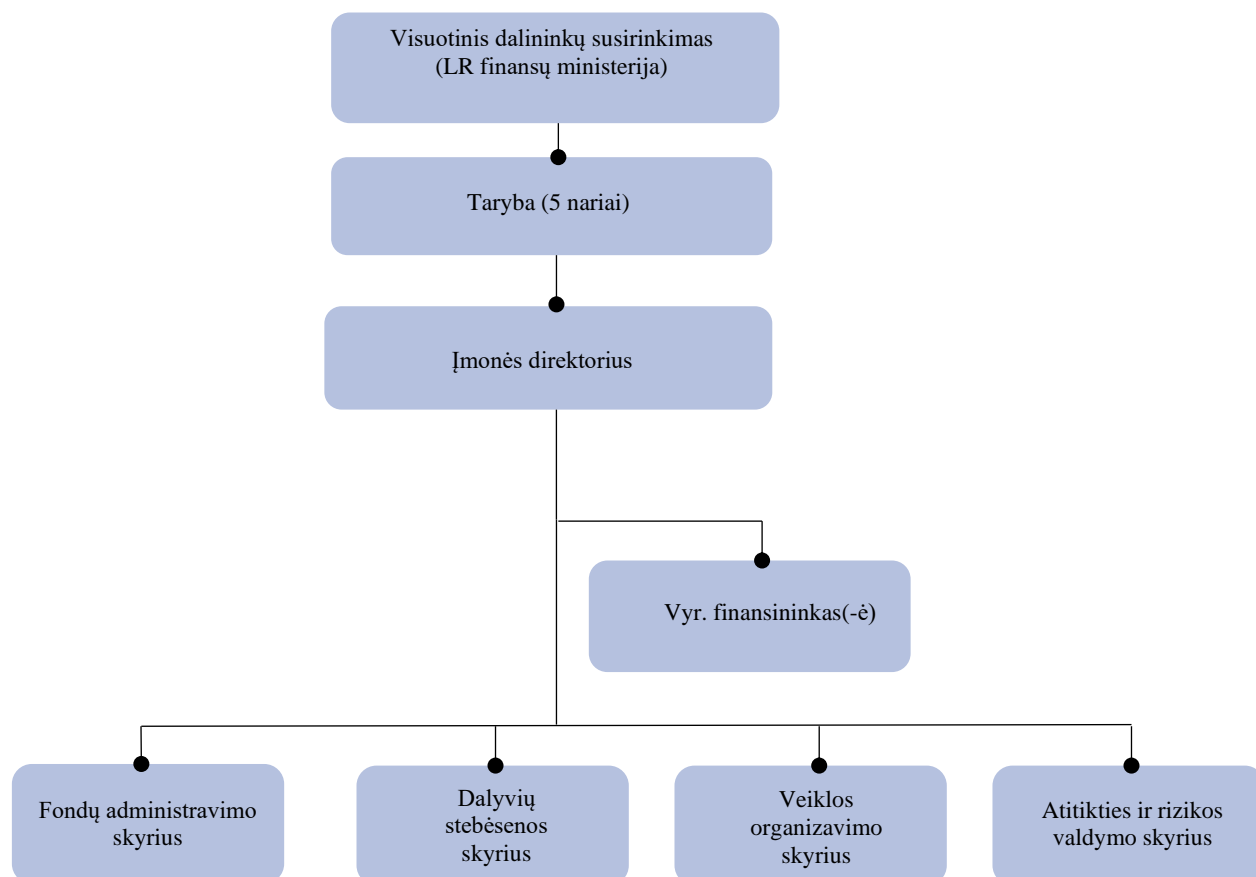 Visuotinis dalininkų susirinkimas
(LR finansų ministerija)
Taryba (5 nariai)
Įmonės direktorius
Vyr. finansininkas(-ė)
Fondų administravimo
skyrius
Dalyvių
stebėsenos
skyrius
Veiklos
organizavimo
skyrius
Atitikties ir rizikos
valdymo skyrius